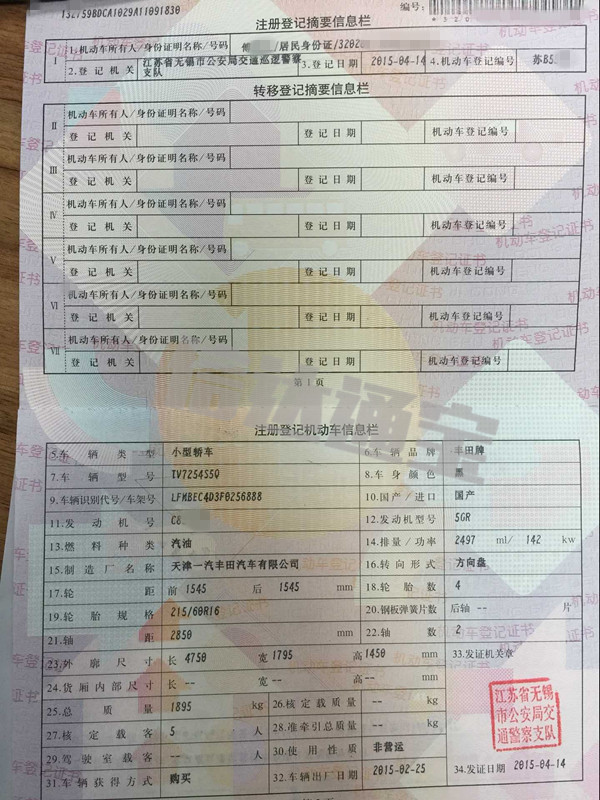 132759BDCA1029A11091830
编号:
*320
注册登记摘要信息栏
I 1.机动车所有人/身份证明名称/号码 /居民身份证/3202
2.登记机关 江苏省无锡市公安局交通巡逻警察支队 3.登记日期 2015-04-14 4.机动车登记编号 苏B5
转移登记摘要信息栏
II 机动车所有人/身份证明名称/号码
登记机关 登记日期 机动车登记编号
III 机动车所有人/身份证明名称/号码
登记机关 登记日期 机动车登记编号
IV 机动车所有人/身份证明名称/号码
登记机关 登记日期 机动车登记编号
V 机动车所有人/身份证明名称/号码
登记机关 登记日期 机动车登记编号
VI 机动车所有人/身份证明名称/号码
登记机关 登记日期 机动车登记编号
VII 机动车所有人/身份证明名称/号码
登记机关 登记日期 机动车登记编号
第1页
注册登记机动车信息栏
5.车辆类型 小型轿车 6.车辆品牌 丰田牌
7.车辆型号 TV7254S5Q 8.车身颜色 黑
9.车辆识别代号/车架号 LFMBEC4D3F0256888 10.国产/进口 国产
11.发动机号 C8 12.发动机型号 5GR
13.燃料种类 汽油 14.排量/功率 2497 ml/ 142 kw
15.制造厂名称 天津一汽丰田汽车有限公司 16.转向形式 方向盘
17.轮距 前 1545 后 1545 mm 18.轮胎数 4
19.轮胎规格 215/60R16 20.钢板弹簧片数 后轴 -- 片
21.轴距 2850 mm 22.轴数 2
23.外廓尺寸 长 4750 宽 1795 高 1450 mm 33.发证机关章
24.货厢内部尺寸 长 -- 宽 -- 高 -- mm
25.总质量 1895 kg 26.核定载质量 -- kg
27.核定载客 5 人 28.准牵引总质量 -- kg
29.驾驶室载客 -- 人 30.使用性质 非营运
31.车辆获得方式 购买 32.车辆出厂日期 2015-02-25 34.发证日期 2015-04-14
江苏省无锡
市公安局交
通警察支队